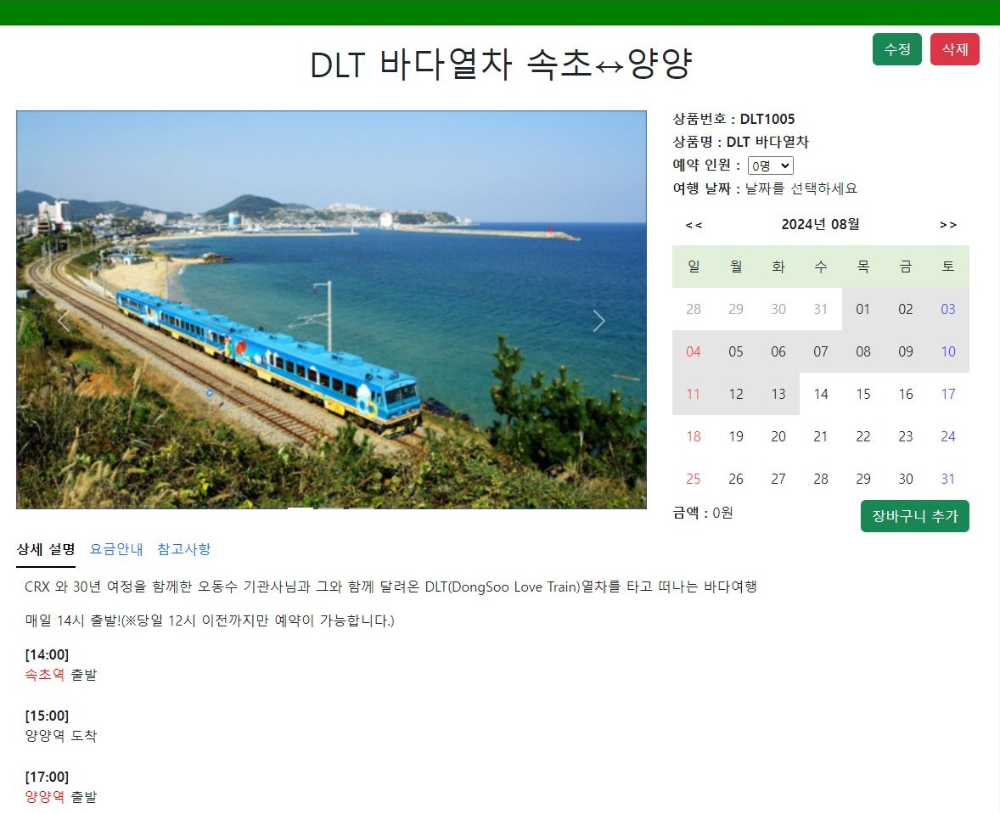 DLT 바다열차 속초↔양양
수정 삭제
상품번호 : DLT1005
상품명 : DLT 바다열차
예약 인원 : 0명
여행 날짜 : 날짜를 선택하세요
<< 2024년 08월 >>
일 월 화 수 목 금 토
28 29 30 31 01 02 03
04 05 06 07 08 09 10
11 12 13 14 15 16 17
18 19 20 21 22 23 24
25 26 27 28 29 30 31
금액 : 0원
장바구니 추가
상세 설명 요금안내 참고사항
CRX 와 30년 여정을 함께한 오동수 기관사님과 그와 함께 달려온 DLT(DongSoo Love Train)열차를 타고 떠나는 바다여행
매일 14시 출발!(※당일 12시 이전까지만 예약이 가능합니다.)
[14:00]
속초역 출발
[15:00]
양양역 도착
[17:00]
양양역 출발